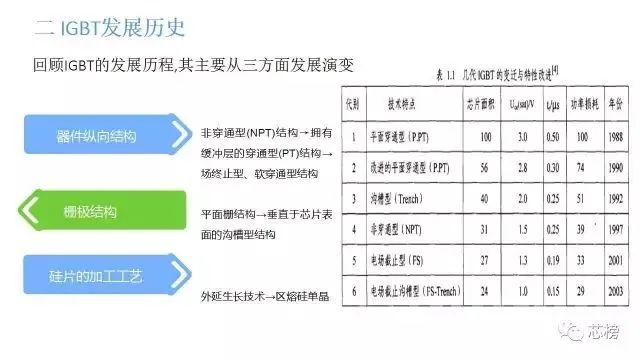 二 IGBT发展历史
回顾IGBT的发展历程,其主要从三方面发展演变
器件纵向结构
非穿通型(NPT)结构→拥有
缓冲层的穿通型(PT)结构→
场终止型、软穿通型结构
栅极结构
平面栅结构→垂直于芯片表
面的沟槽型结构
硅片的加工工艺
外延生长技术→区熔硅单晶
表 1.1 几代 IGBT 的变迁与特性改进[4]
代别 技术特点 芯片面积 Uce(sat)/V tf/μs 功率损耗 年份
1 平面穿通型(P.PT) 100 3.0 0.50 100 1988
2 改进的平面穿通型(P.PT) 56 2.8 0.30 74 1990
3 沟槽型(Trench) 40 2.0 0.25 51 1992
4 非穿通型(NPT) 31 1.5 0.25 39 1997
5 电场截止型(FS) 27 1.3 0.19 33 2001
6 电场截止沟槽型(FS-Trench) 24 1.0 0.15 29 2003
芯榜